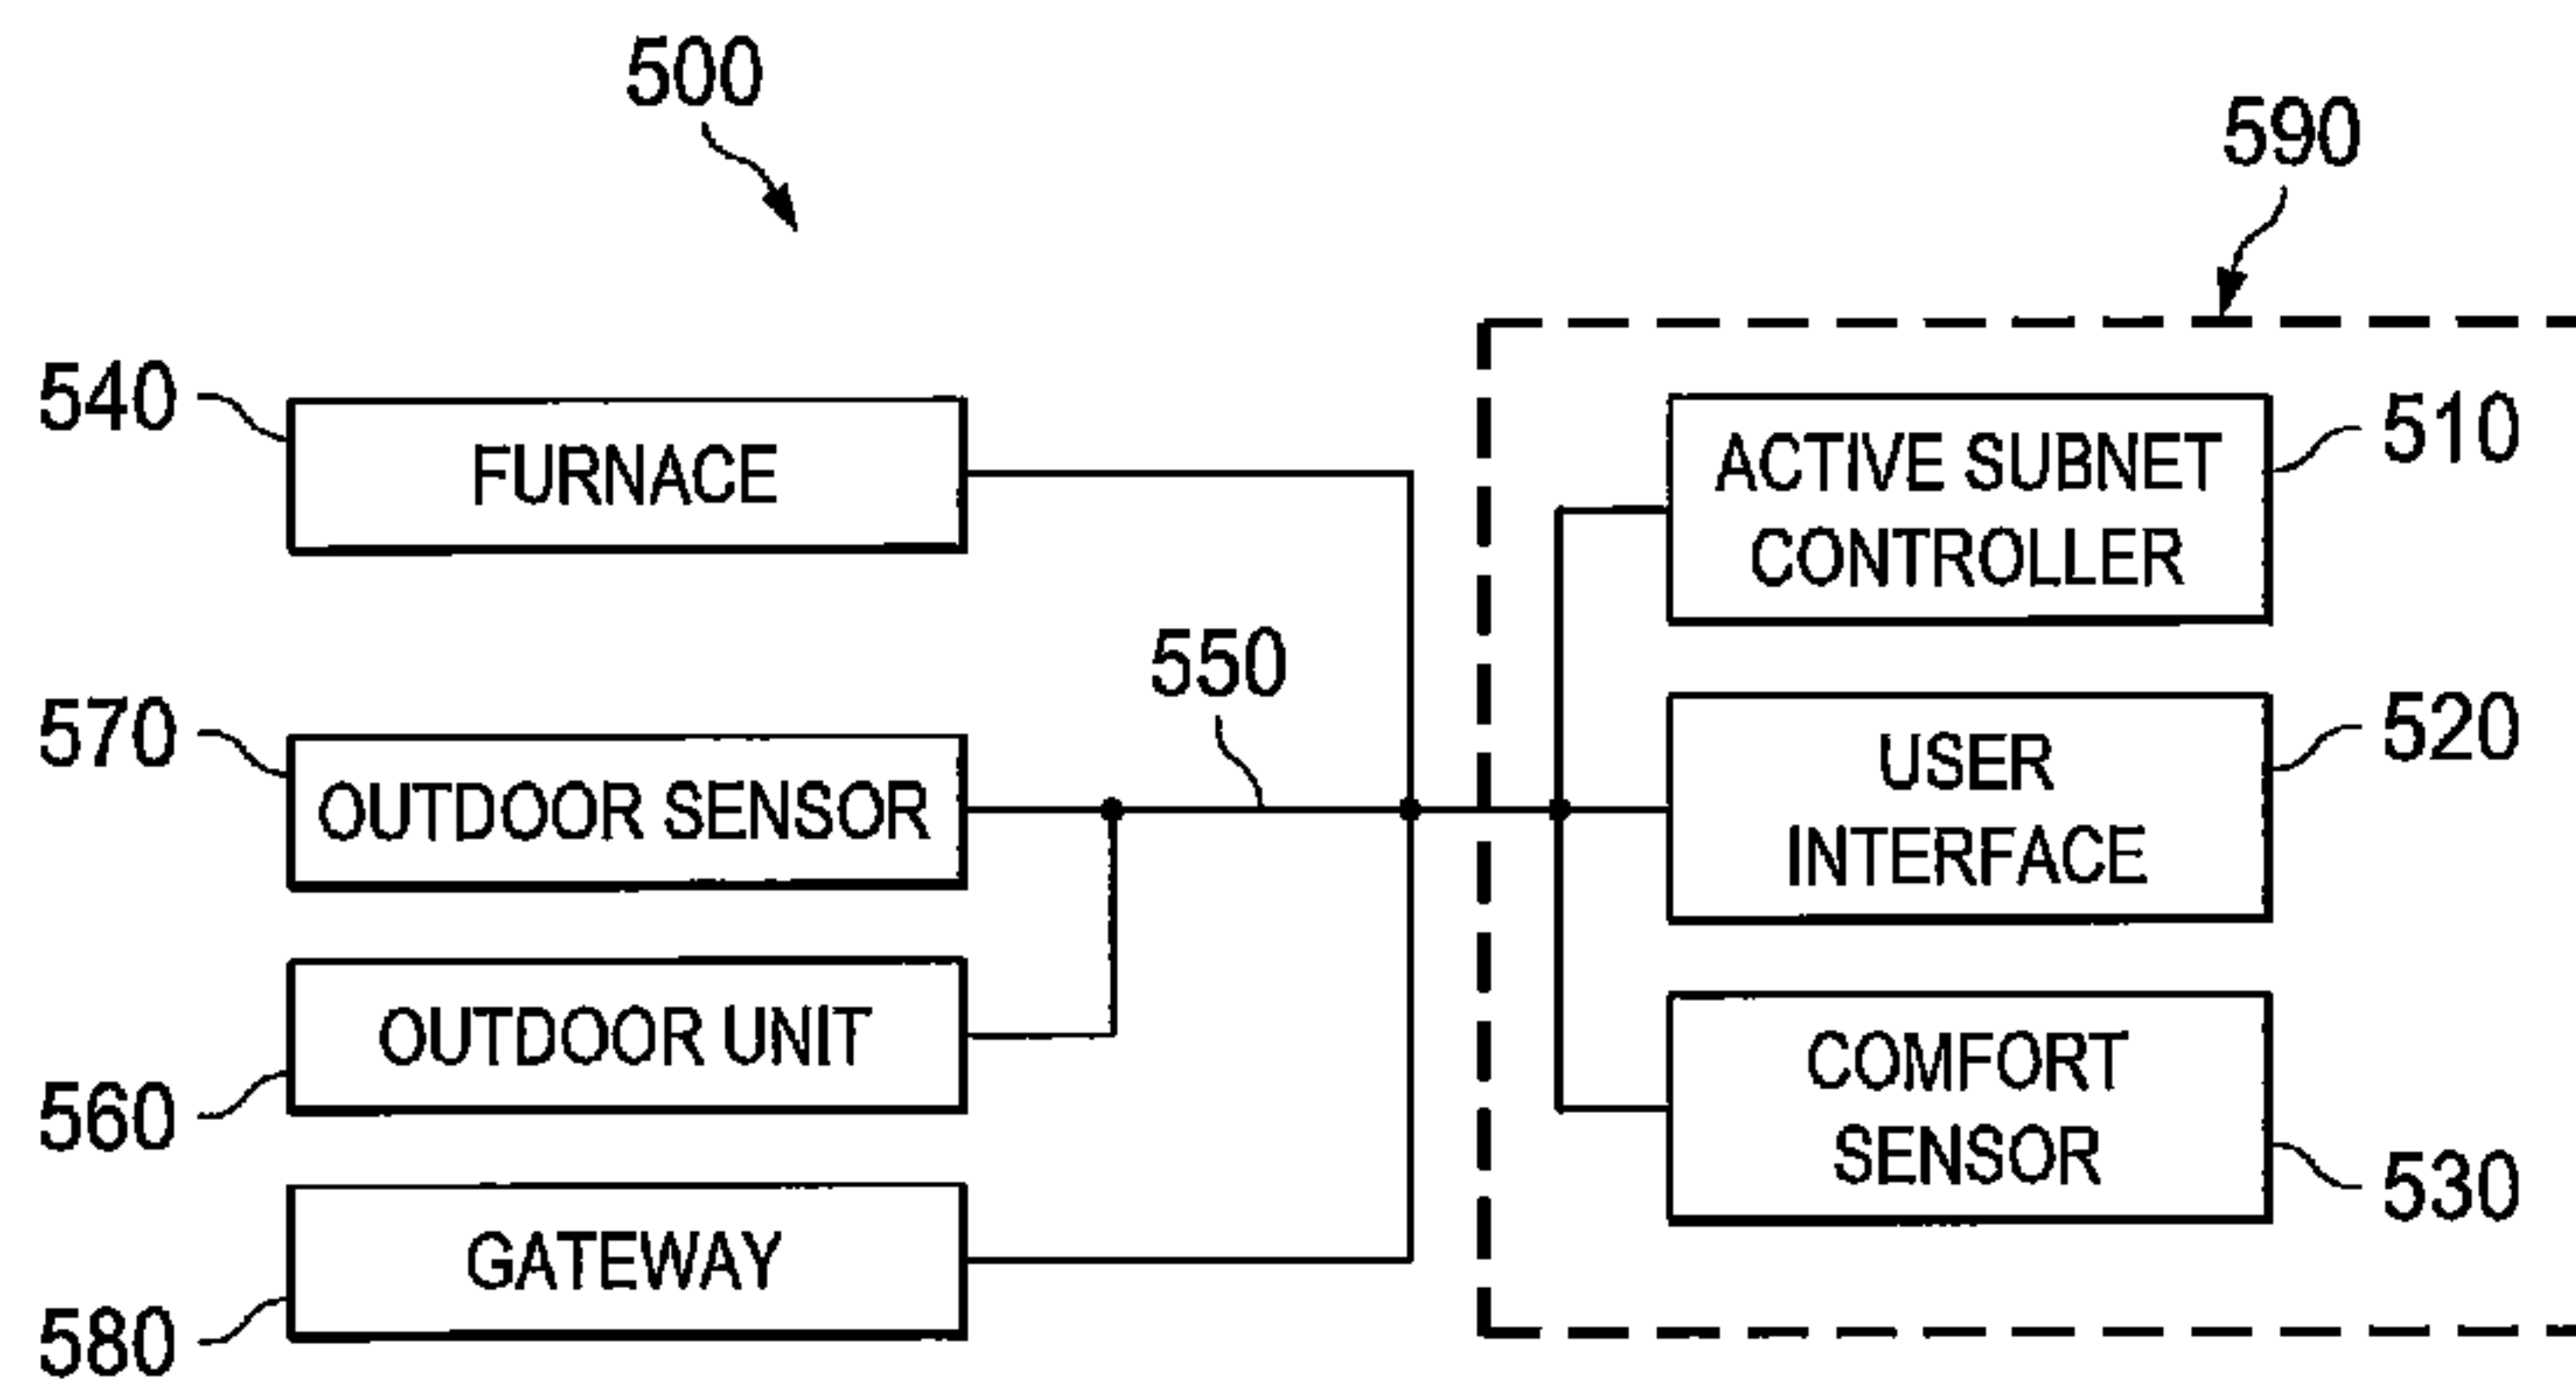 500
590
540
FURNACE
ACTIVE SUBNET
CONTROLLER
510
550
570
OUTDOOR SENSOR
USER
INTERFACE
520
OUTDOOR UNIT
560
COMFORT
SENSOR
530
GATEWAY
580